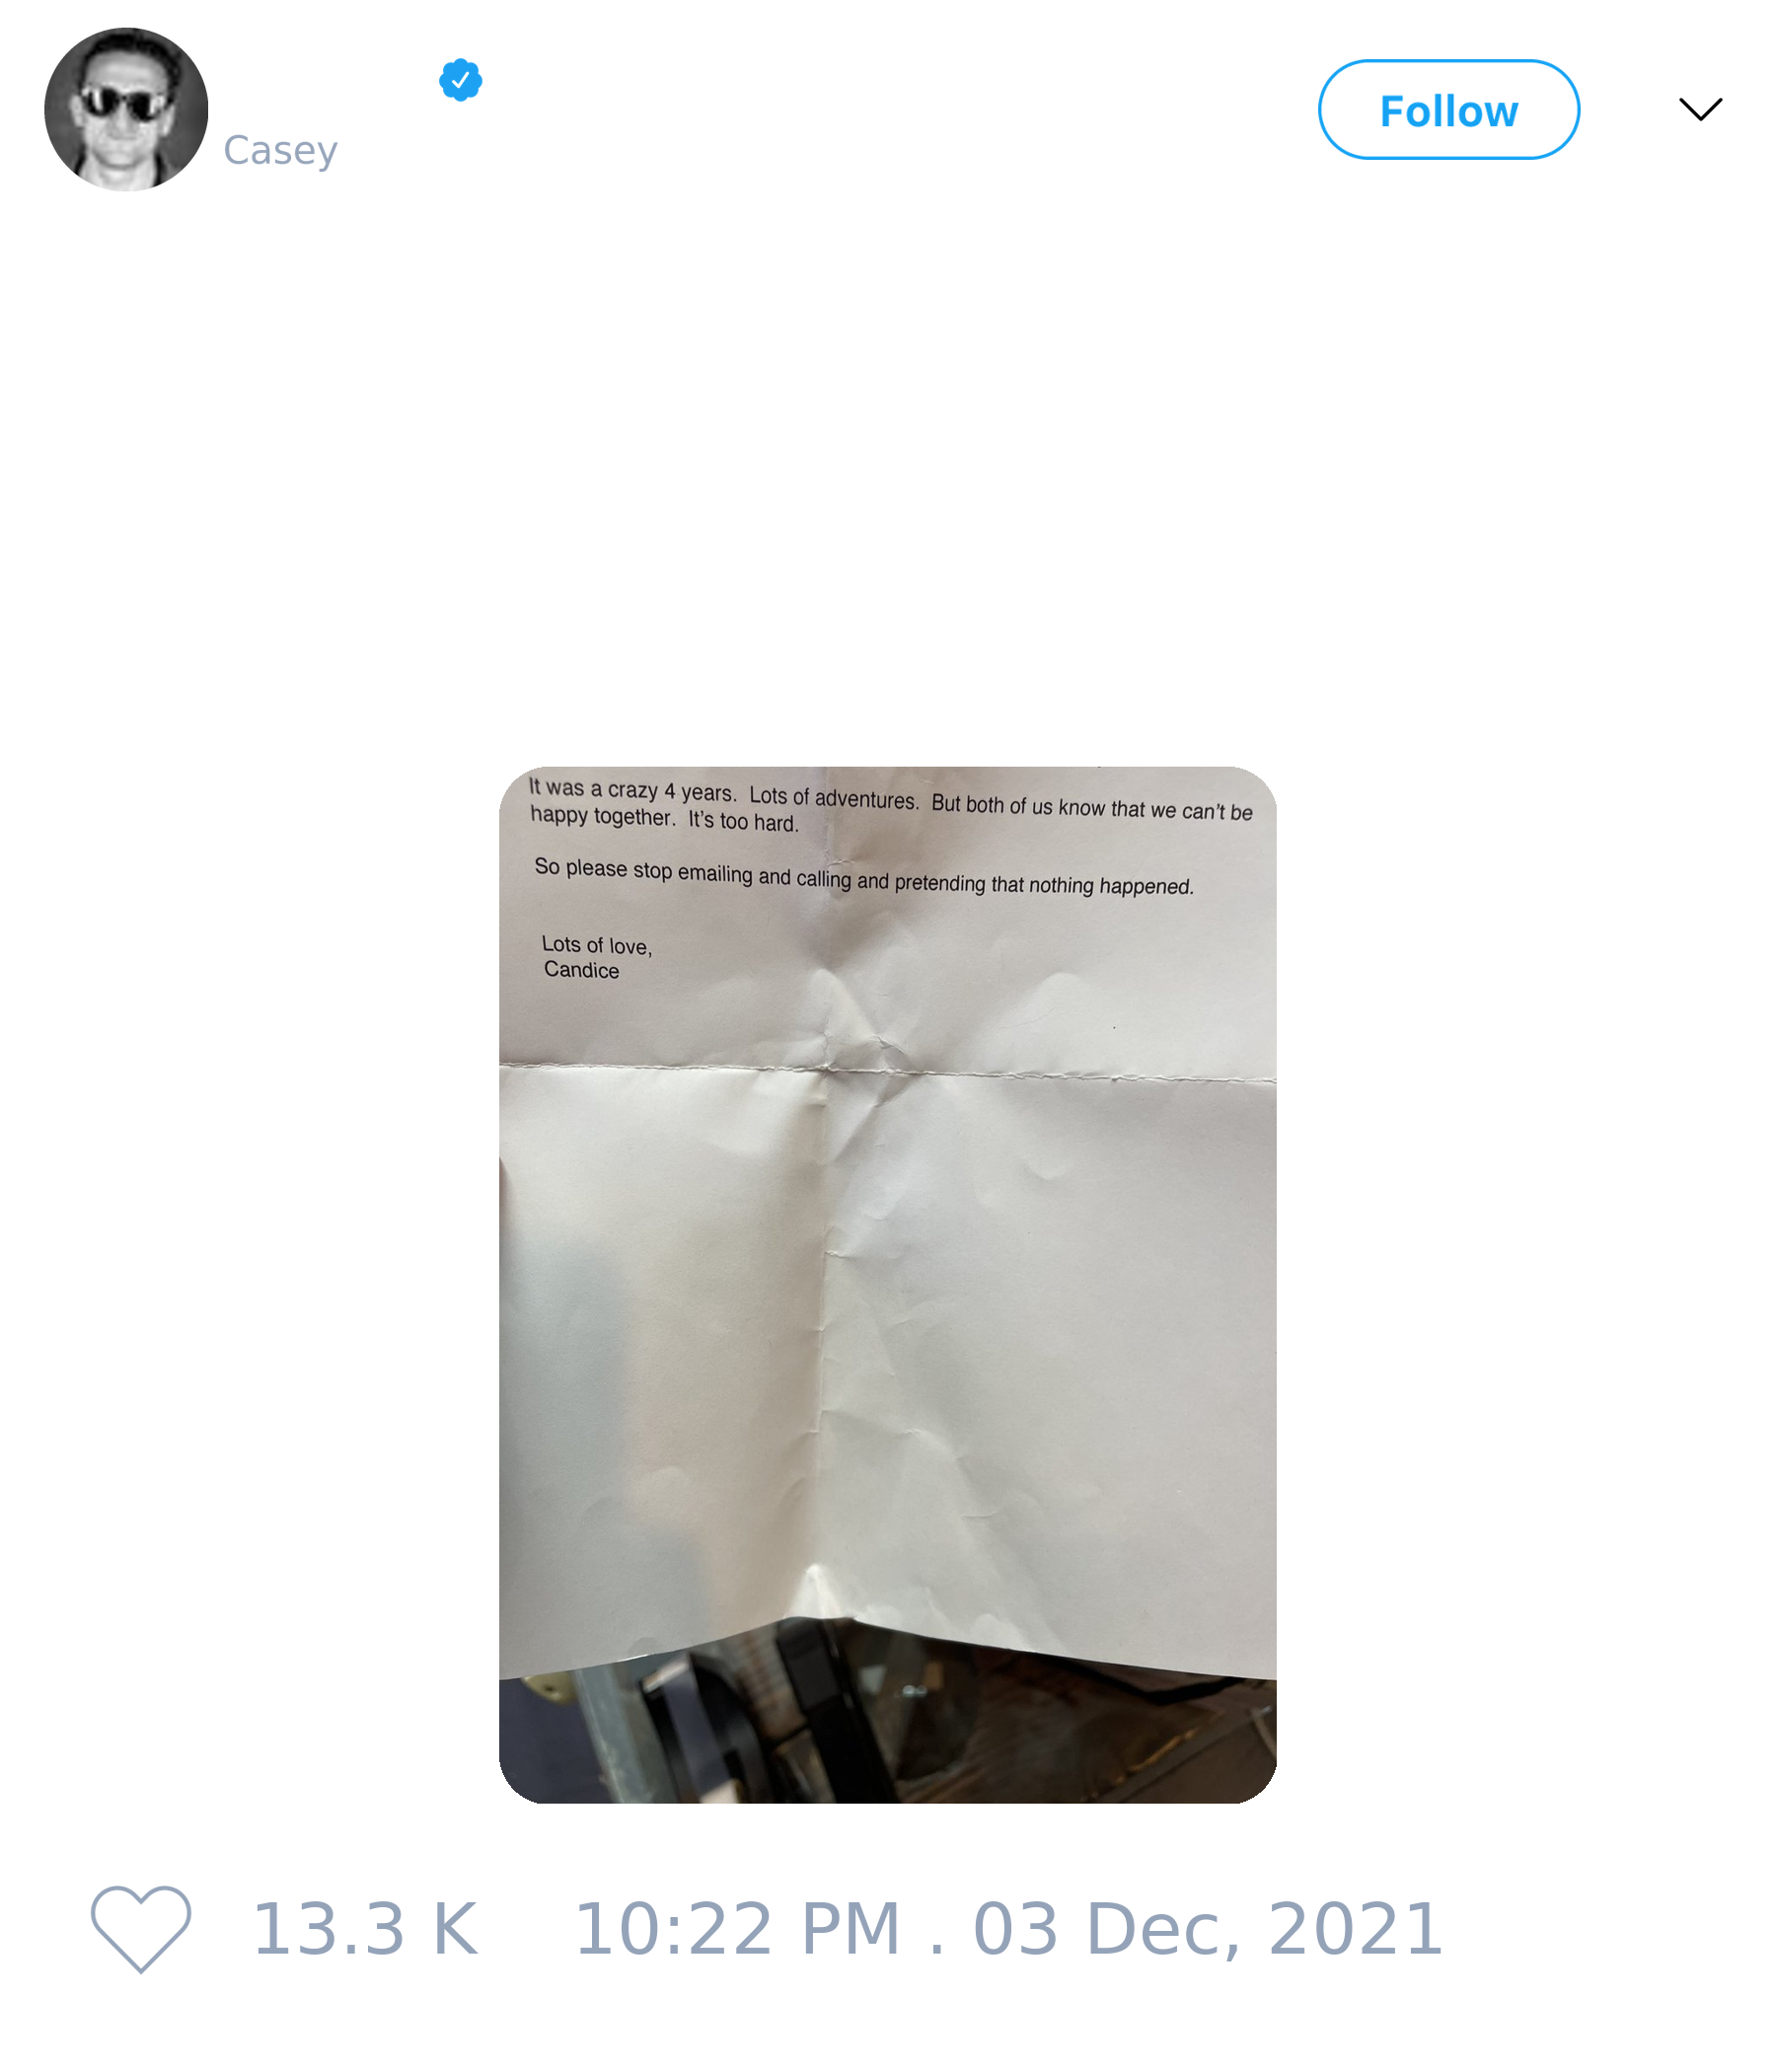 Casey
Follow
It was a crazy 4 years.  Lots of adventures.  But both of us know that we can't be
happy together.  It's too hard.
So please stop emailing and calling and pretending that nothing happened.
Lots of love,
Candice
13.3 K
10:22 PM . 03 Dec, 2021